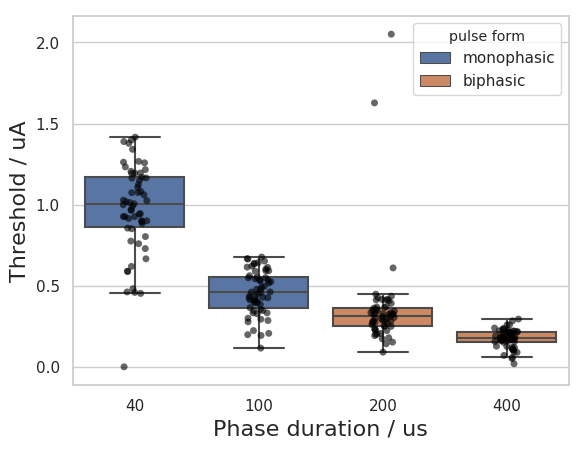 pulse form
monophasic
biphasic
Threshold / uA
2.0
1.5
1.0
0.5
0.0
40 100 200 400
Phase duration / us